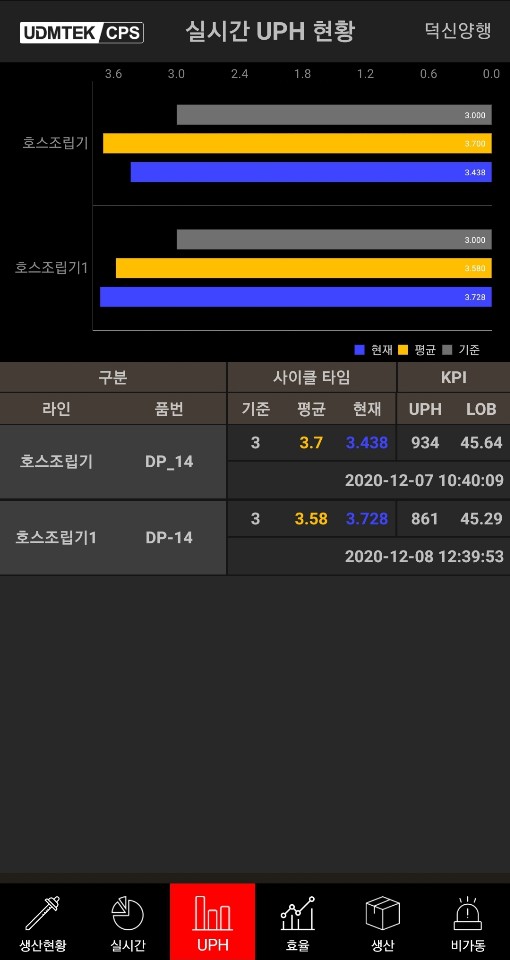 UDMTEK CPS 실시간 UPH 현황 덕신양행
3.6 3.0 2.4 1.8 1.2 0.6 0.0
3.000
호스조립기 3.700
3.438
3.000
호스조립기1 3.580
3.728
현재 평균 기준
구분 사이클 타임 KPI
라인 품번 기준 평균 현재 UPH LOB
호스조립기 DP_14 3 3.7 3.438 934 45.64
2020-12-07 10:40:09
호스조립기1 DP-14 3 3.58 3.728 861 45.29
2020-12-08 12:39:53
생산현황 실시간 UPH 효율 생산 비가동